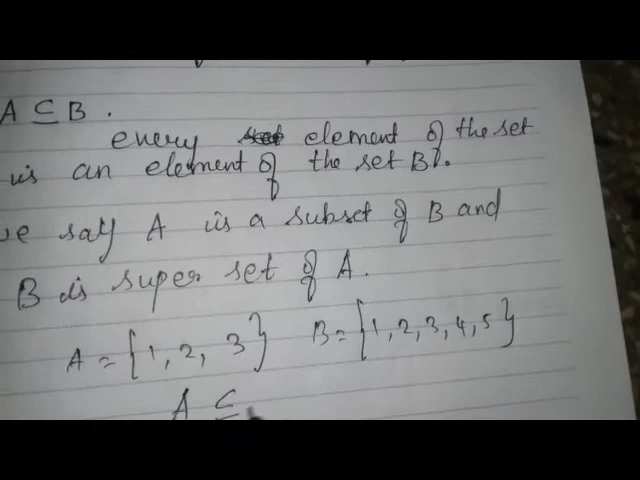 A ⊆ B.
every element of the set
is an element of the set B.
we say A is a subset of B and
B is super set of A.
A = {1, 2, 3} B = {1, 2, 3, 4, 5}
A ⊆